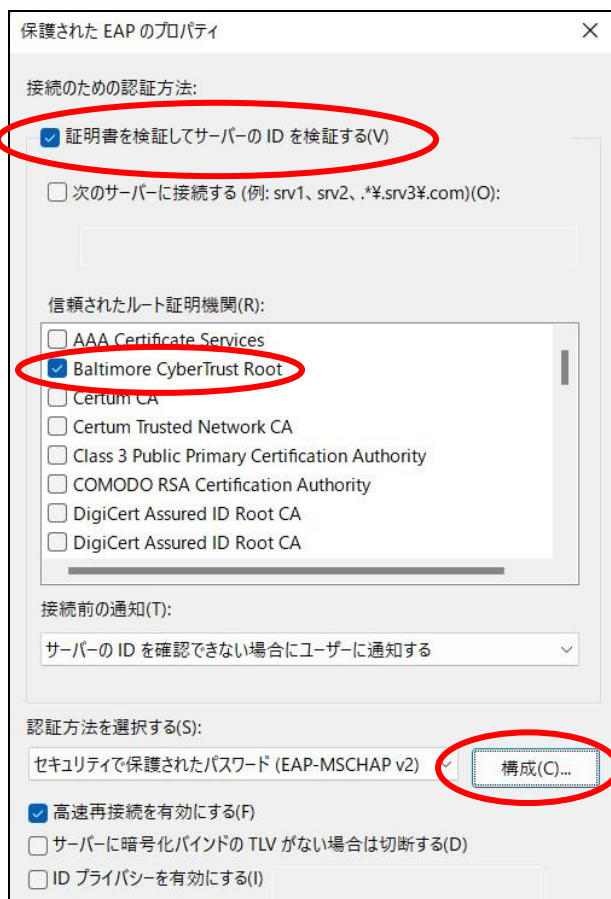 保護された EAP のプロパティ
接続のための認証方法:
証明書を検証してサーバーの ID を検証する(V)
次のサーバーに接続する (例: srv1、srv2、.*¥.srv3¥.com)(O):
信頼されたルート証明機関(R):
AAA Certificate Services
Baltimore CyberTrust Root
Certum CA
Certum Trusted Network CA
Class 3 Public Primary Certification Authority
COMODO RSA Certification Authority
DigiCert Assured ID Root CA
DigiCert Assured ID Root CA
接続前の通知(T):
サーバーの ID を確認できない場合にユーザーに通知する
認証方法を選択する(S):
セキュリティで保護されたパスワード (EAP-MSCHAP v2) 構成(C)...
高速再接続を有効にする(F)
サーバーに暗号化バインドの TLV がない場合は切断する(D)
ID プライバシーを有効にする(I)